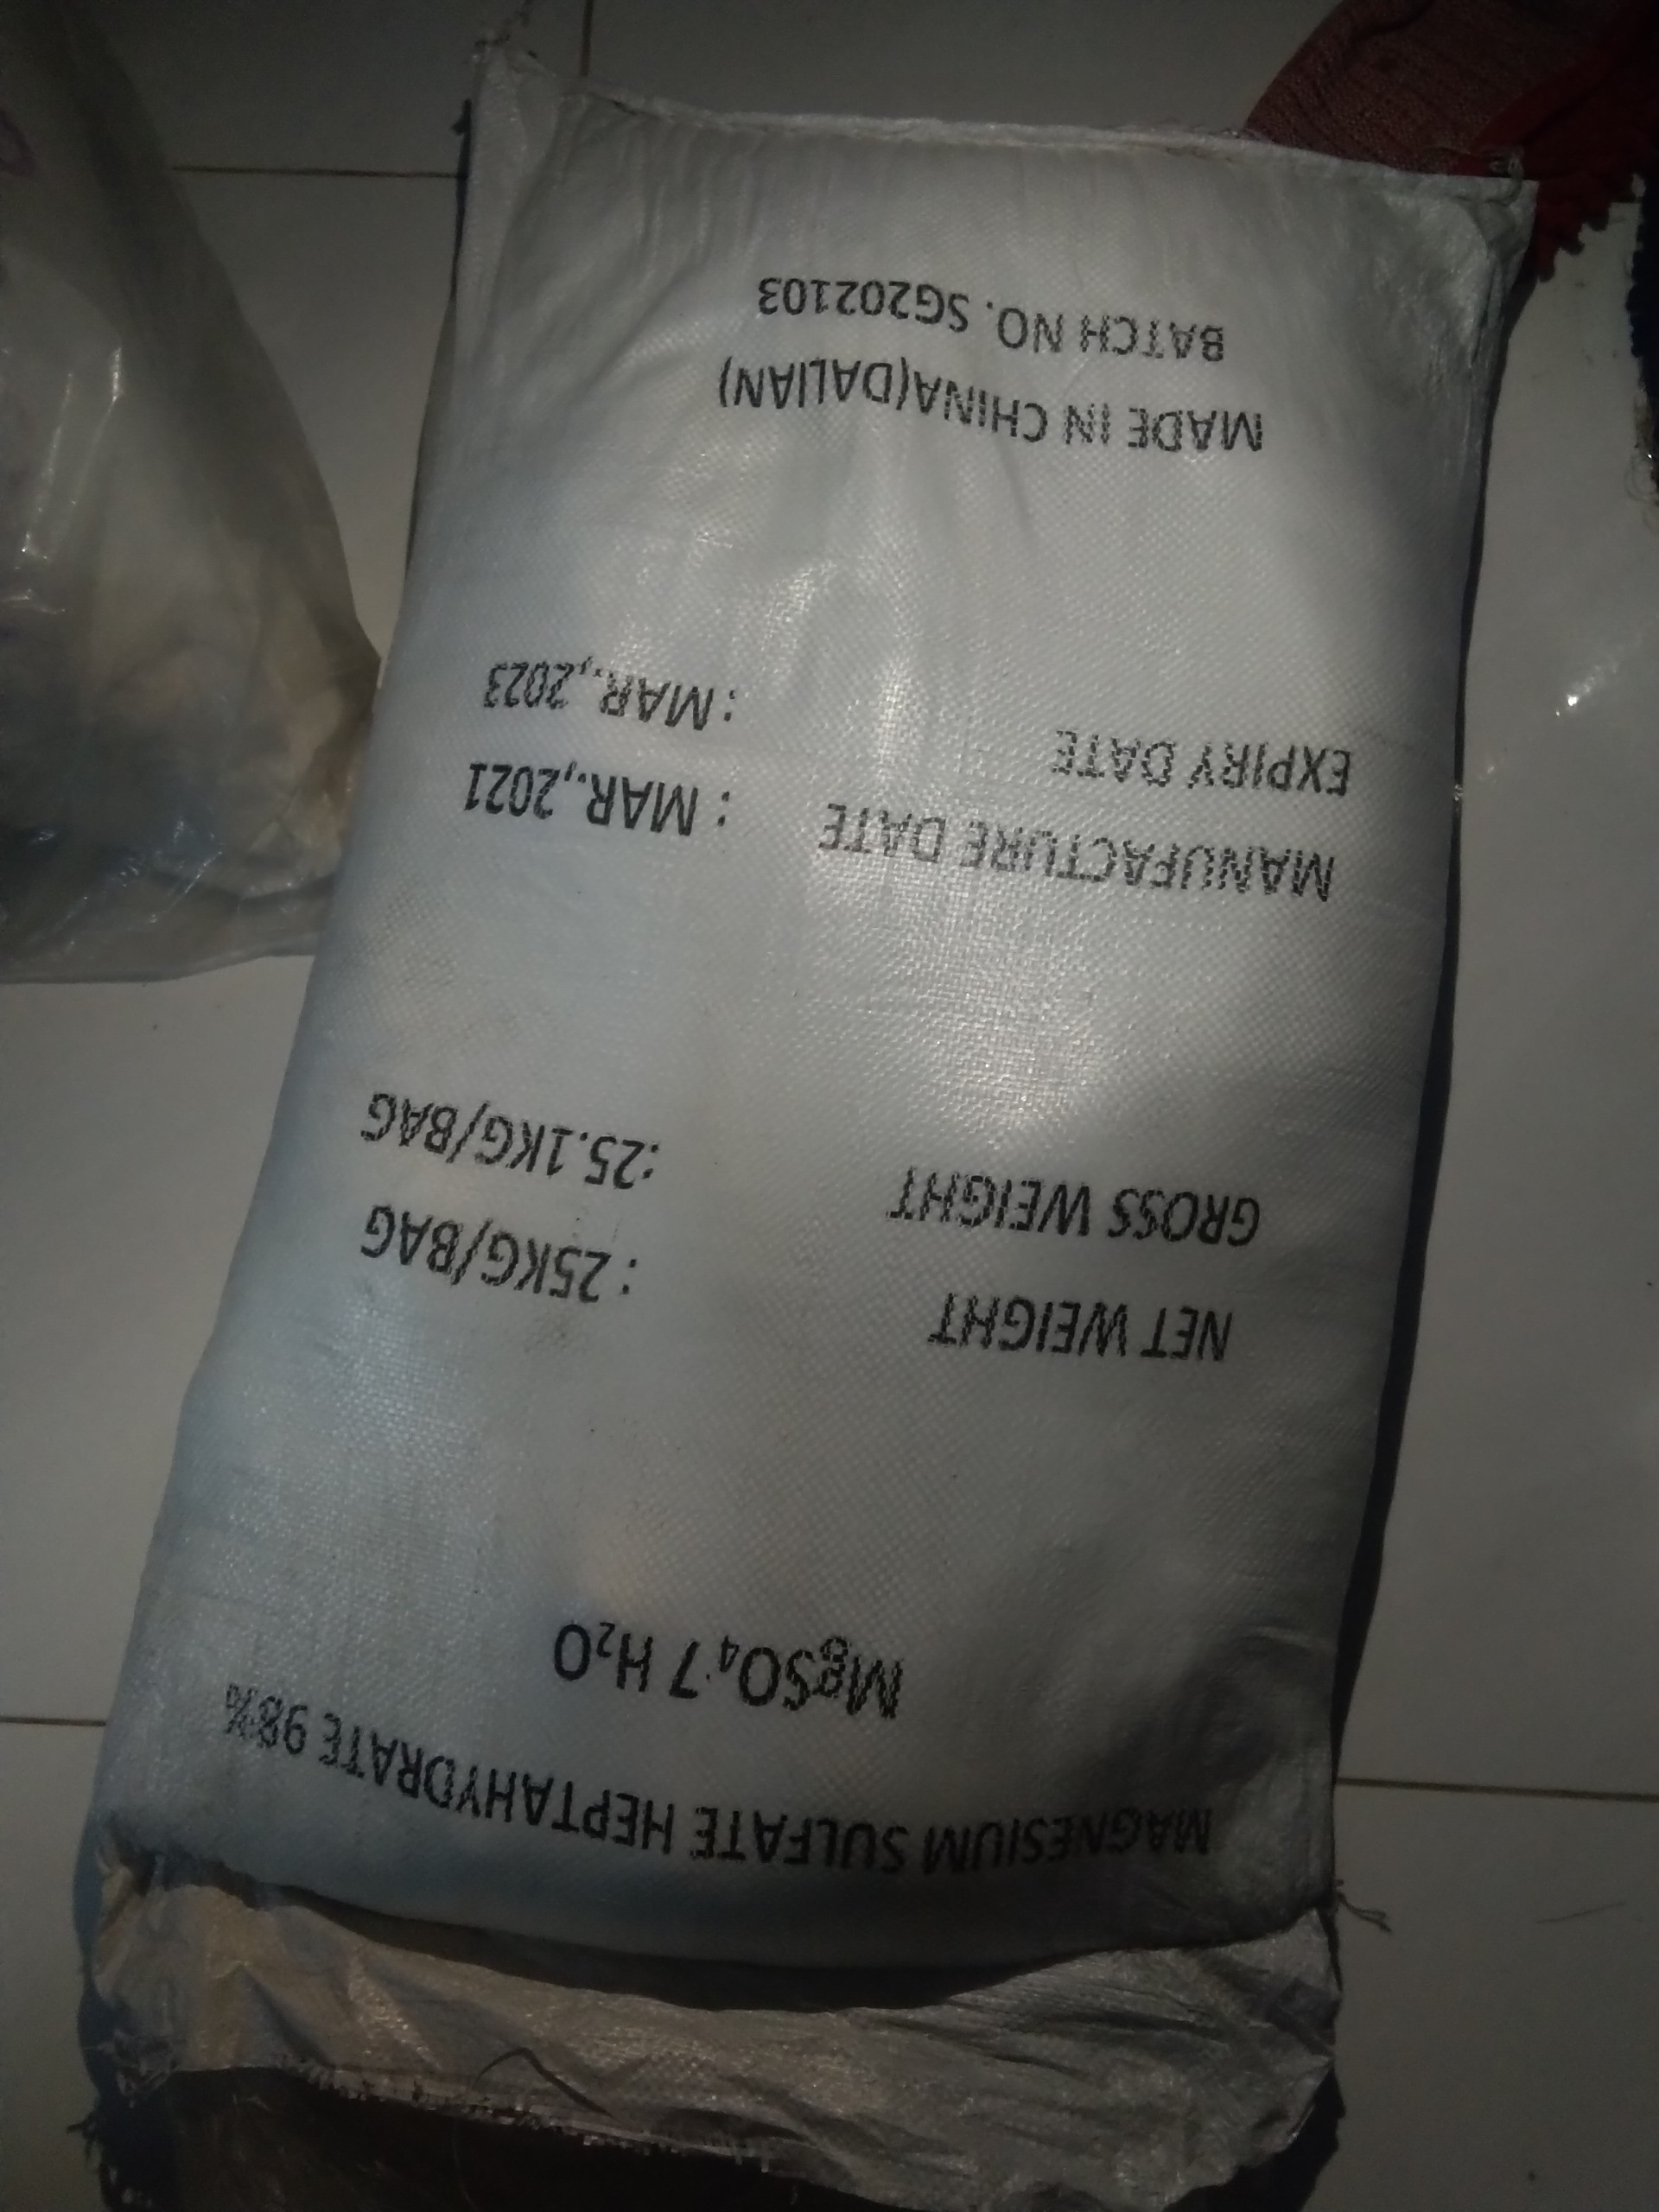 MAGNESIUM SULFATE HEPTAHYDRATE 98%
MgSO₄ 7 H₂O
NET WEIGHT : 25KG/BAG
GROSS WEIGHT :25.1KG/BAG
MANUFACTURE DATE : MAR.,2021
EXPIRY DATE : MAR.,2023
MADE IN CHINA(DALIAN)
BATCH NO. SG202103